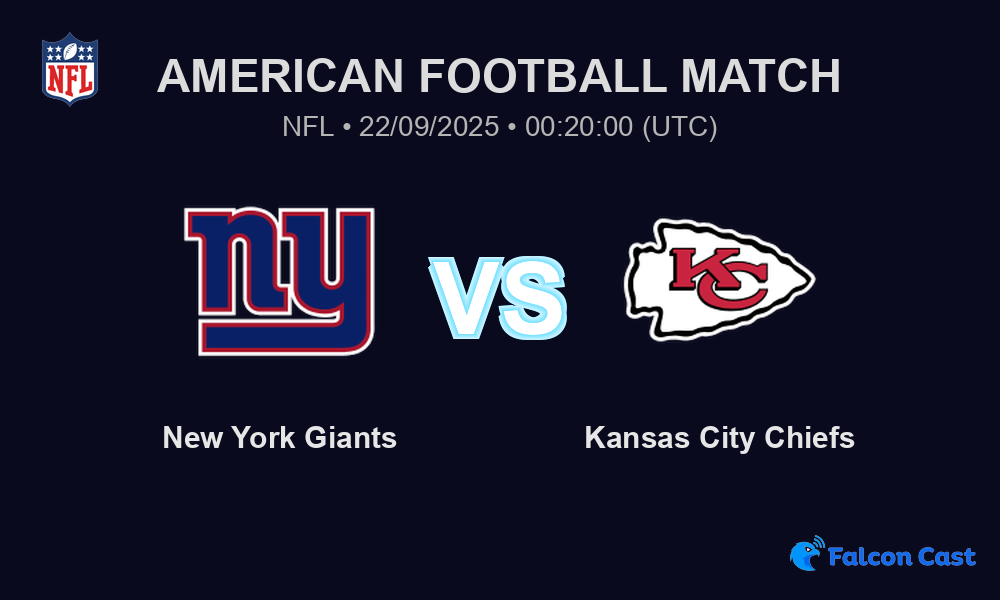 NFL
AMERICAN FOOTBALL MATCH
NFL • 22/09/2025 • 00:20:00 (UTC)
ny
VS
KC
New York Giants
Kansas City Chiefs
Falcon Cast